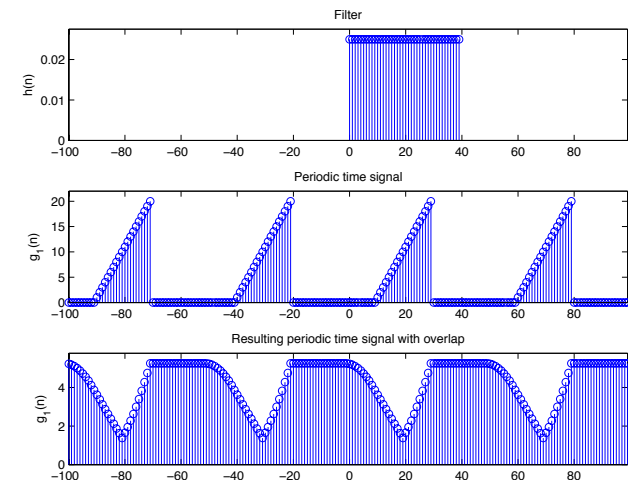 Filter
0.02
0.01
0
h(n)
−100 −80 −60 −40 −20 0 20 40 60 80
Periodic time signal
20
15
10
5
0
g₁(n)
−100 −80 −60 −40 −20 0 20 40 60 80
Resulting periodic time signal with overlap
4
2
0
g₁(n)
−100 −80 −60 −40 −20 0 20 40 60 80